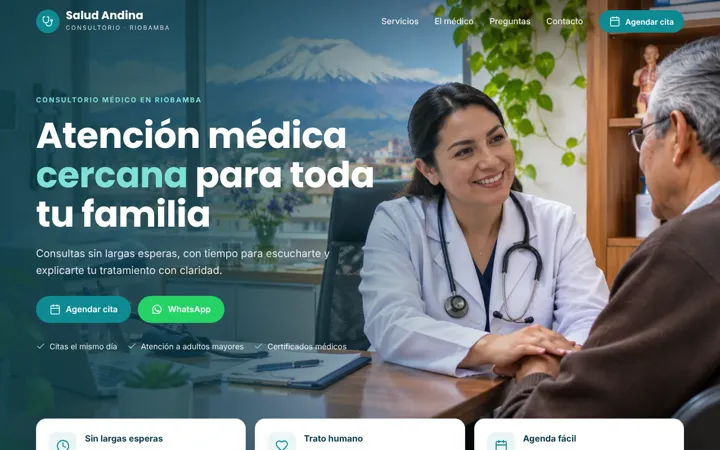 Salud Andina
CONSULTORIO · RIOBAMBA
Servicios
El médico
Preguntas
Contacto
Agendar cita
CONSULTORIO MÉDICO EN RIOBAMBA
Atención médica
cercana para toda
tu familia
Consultas sin largas esperas, con tiempo para escucharte y
explicarte tu tratamiento con claridad.
Agendar cita
WhatsApp
Citas el mismo día
Atención a adultos mayores
Certificados médicos
Sin largas esperas
Trato humano
Agenda fácil